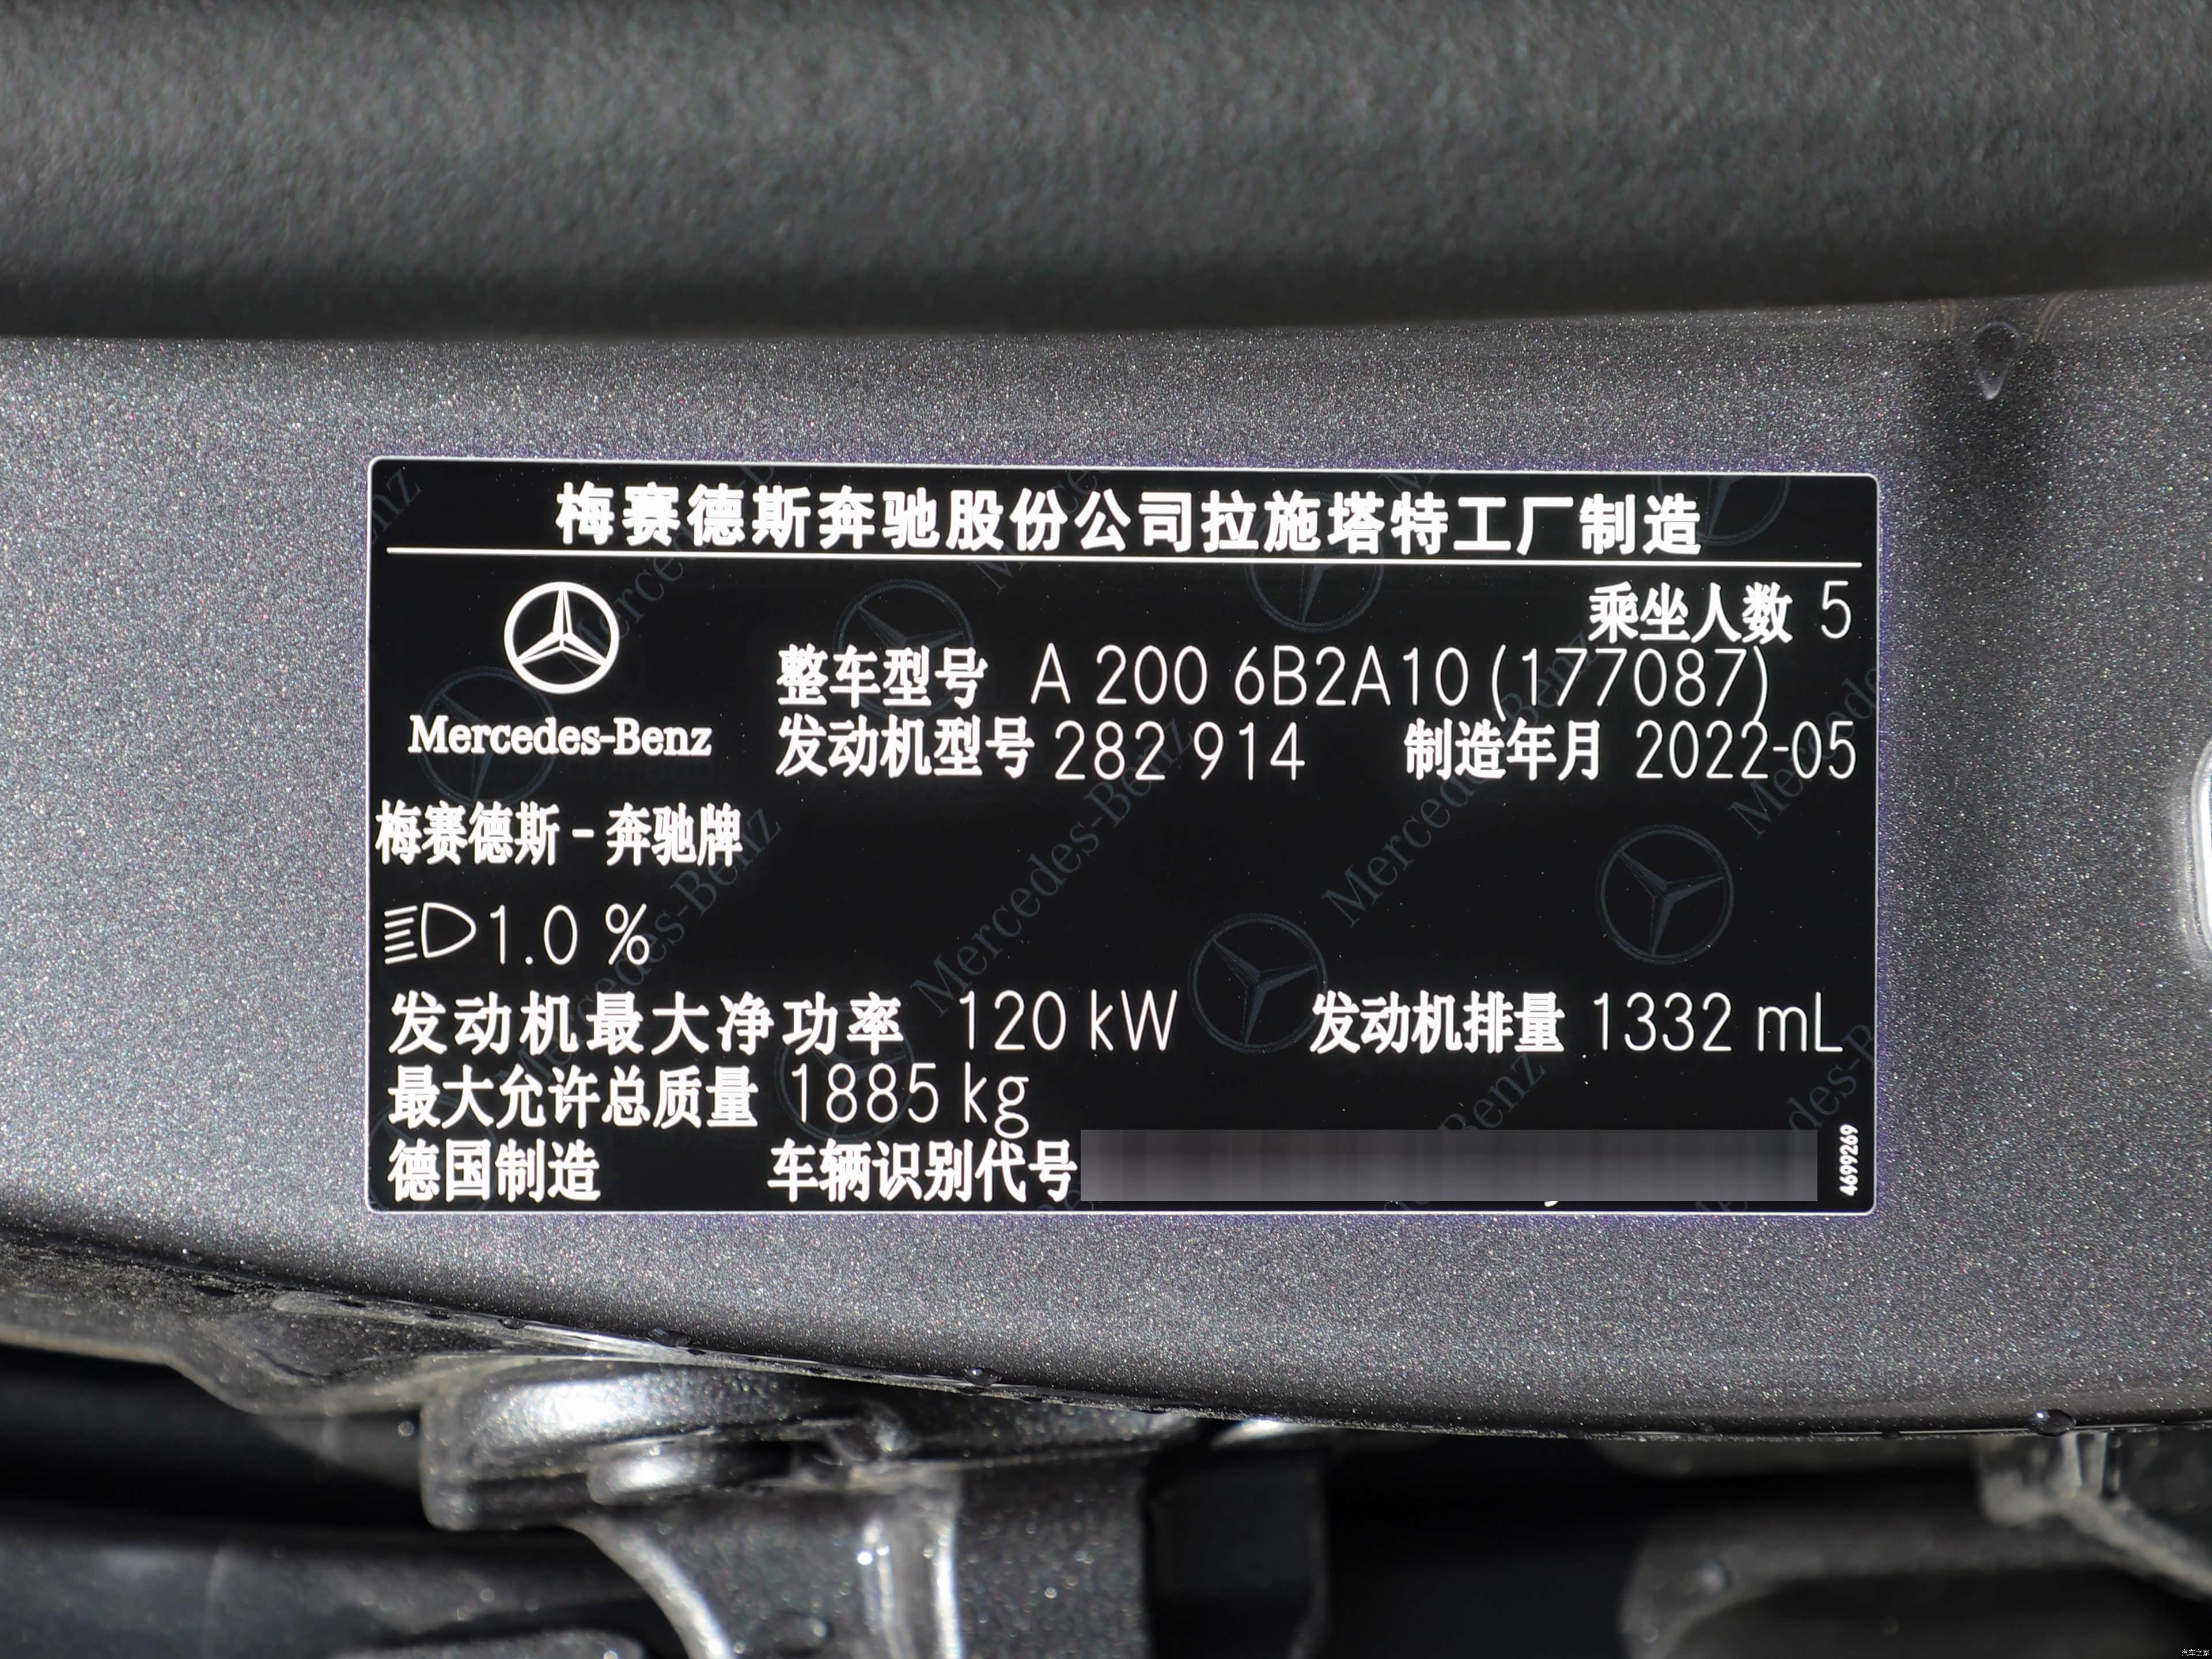 梅赛德斯奔驰股份公司拉施塔特工厂制造
乘坐人数 5
整车型号 A 200 6B2A10 (177087)
Mercedes-Benz
发动机型号 282 914 制造年月 2022-05
梅赛德斯-奔驰牌
1.0 %
发动机最大净功率 120 kW 发动机排量 1332 mL
最大允许总质量 1885 kg
德国制造 车辆识别代号
4699269
汽车之家